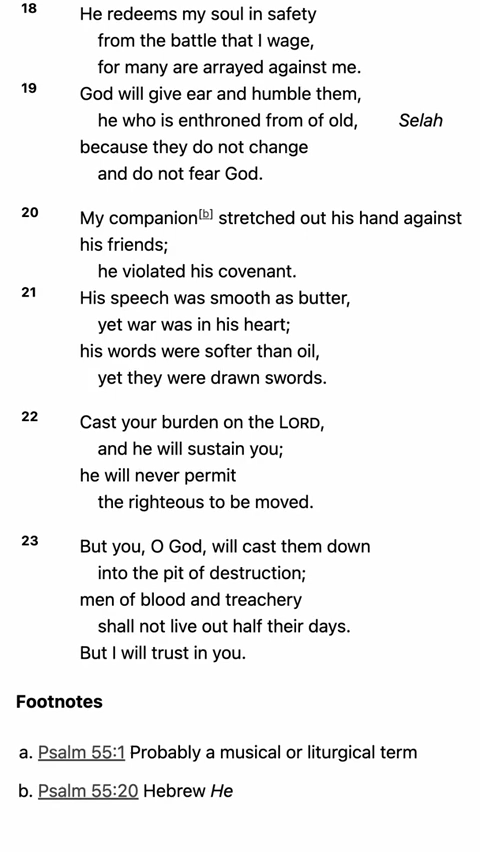 18 He redeems my soul in safety
from the battle that I wage,
for many are arrayed against me.
19 God will give ear and humble them,
he who is enthroned from of old, Selah
because they do not change
and do not fear God.
20 My companion[b] stretched out his hand against
his friends;
he violated his covenant.
21 His speech was smooth as butter,
yet war was in his heart;
his words were softer than oil,
yet they were drawn swords.
22 Cast your burden on the LORD,
and he will sustain you;
he will never permit
the righteous to be moved.
23 But you, O God, will cast them down
into the pit of destruction;
men of blood and treachery
shall not live out half their days.
But I will trust in you.
Footnotes
a. Psalm 55:1 Probably a musical or liturgical term
b. Psalm 55:20 Hebrew He